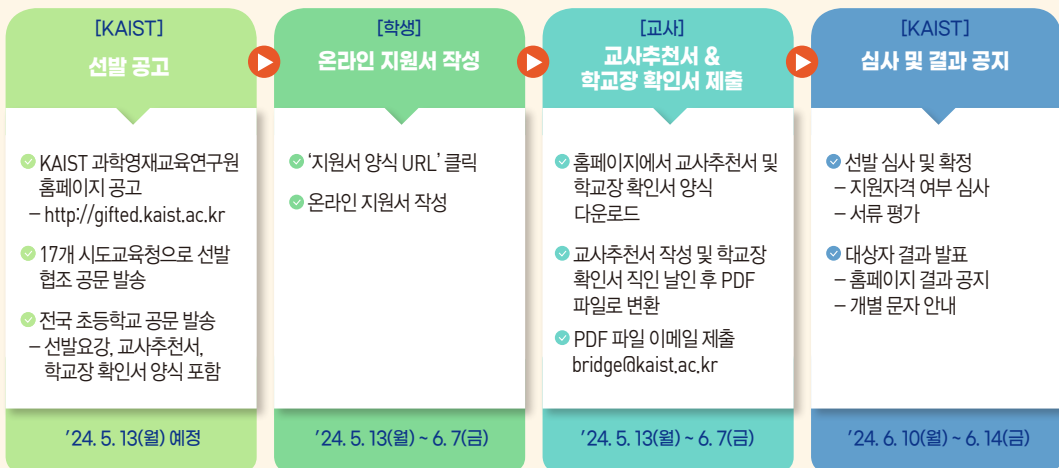 [KAIST]
선발 공고
KAIST 과학영재교육연구원
홈페이지 공고
– http://gifted.kaist.ac.kr
17개 시도교육청으로 선발
협조 공문 발송
전국 초등학교 공문 발송
– 선발요강, 교사추천서,
학교장 확인서 양식 포함
'24. 5. 13(월) 예정
[학생]
온라인 지원서 작성
'지원서 양식 URL' 클릭
온라인 지원서 작성
'24. 5. 13(월) ~ 6. 7(금)
[교사]
교사추천서 &
학교장 확인서 제출
홈페이지에서 교사추천서 및
학교장 확인서 양식
다운로드
교사추천서 작성 및 학교장
확인서 직인 날인 후 PDF
파일로 변환
PDF 파일 이메일 제출
bridge@kaist.ac.kr
'24. 5. 13(월) ~ 6. 7(금)
[KAIST]
심사 및 결과 공지
선발 심사 및 확정
– 지원자격 여부 심사
– 서류 평가
대상자 결과 발표
– 홈페이지 결과 공지
– 개별 문자 안내
'24. 6. 10(월) ~ 6. 14(금)